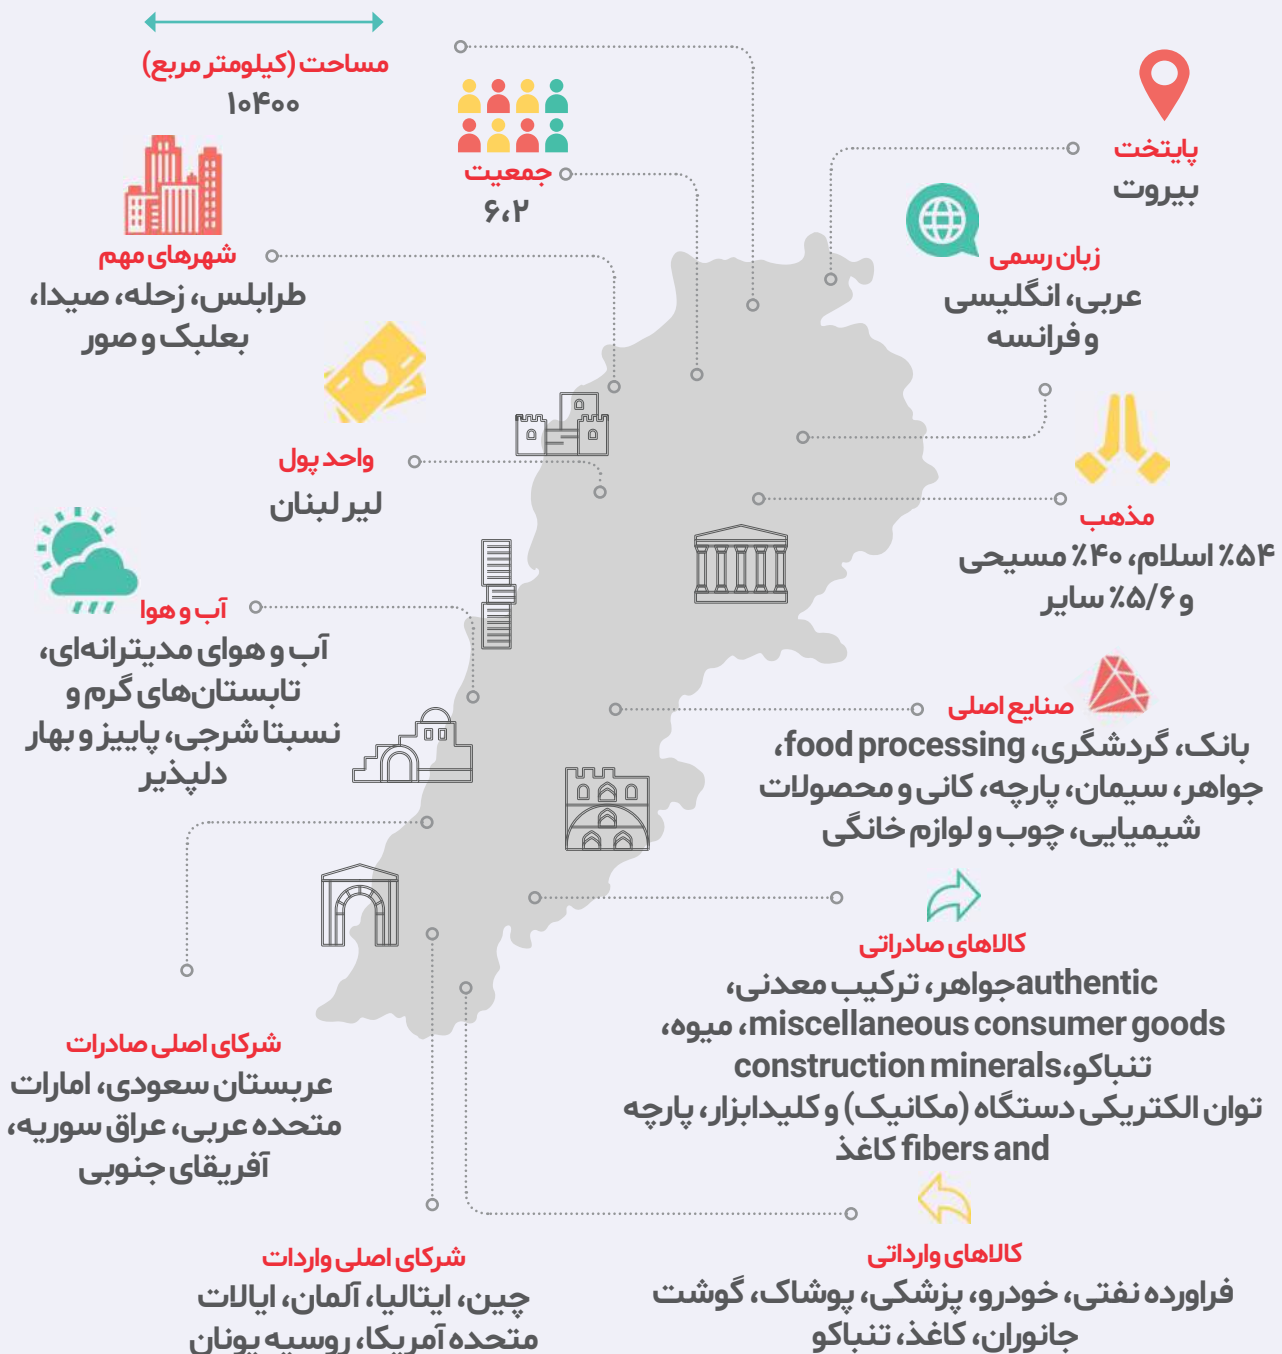 مساحت (کیلومتر مربع)
۱۰۴۰۰
جمعیت
۶،۲
پایتخت
بیروت
زبان رسمی
عربی، انگلیسی
و فرانسه
شهرهای مهم
طرابلس، زحله، صیدا،
بعلبک و صور
واحد پول
لیر لبنان
مذهب
۵۴٪ اسلام، ۴۰٪ مسیحی
و ۵/۶٪ سایر
آب و هوا
آب و هوای مدیترانه‌ای،
تابستان‌های گرم و
نسبتا شرجی، پاییز و بهار
دلپذیر
صنایع اصلی
بانک، گردشگری، food processing،
جواهر، سیمان، پارچه، کانی و محصولات
شیمیایی، چوب و لوازم خانگی
کالاهای صادراتی
authenticجواهر، ترکیب معدنی،
miscellaneous consumer goods، میوه،
تنباکو،construction minerals
توان الکتریکی دستگاه (مکانیک) و کلیدابزار، پارچه
fibers and کاغذ
شرکای اصلی صادرات
عربستان سعودی، امارات
متحده عربی، عراق سوریه،
آفریقای جنوبی
کالاهای وارداتی
فراورده نفتی، خودرو، پزشکی، پوشاک، گوشت
جانوران، کاغذ، تنباکو
شرکای اصلی واردات
چین، ایتالیا، آلمان، ایالات
متحده آمریکا، روسیه یونان